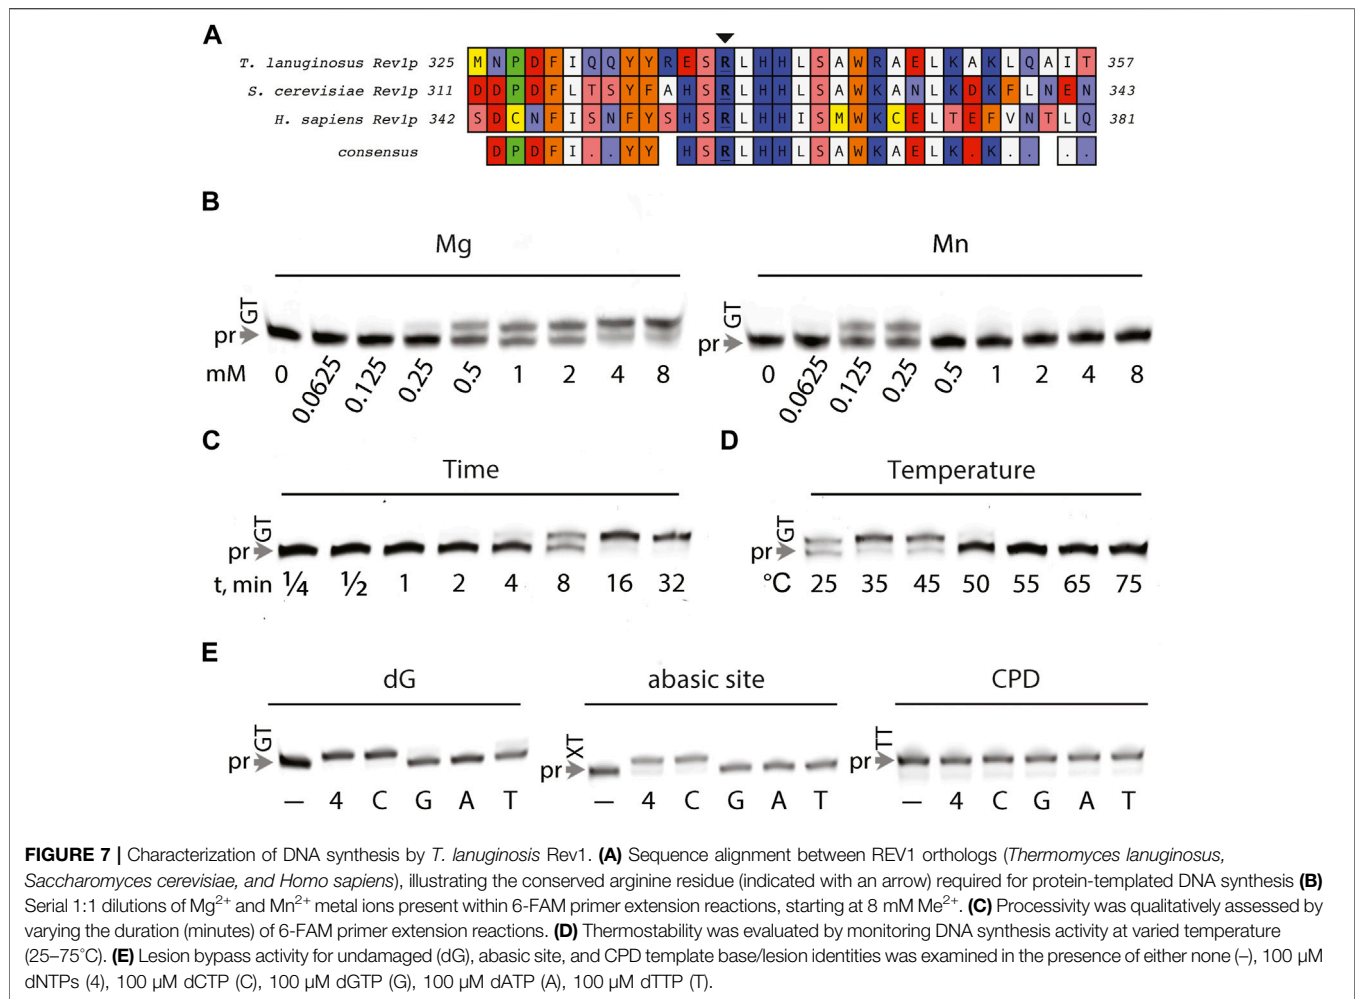 A
T. lanuginosus Rev1p 325 M N P D F I Q Q Y Y R E S R L H H L S A W R A E L K A K L Q A I T 357
S. cerevisiae Rev1p 311 D D P D F L T S Y F A H S R L H H L S A W K A N L K D K F L N E N 343
H. sapiens Rev1p 342 S D C N F I S N F Y S H S R L H H I S M W K C E L T E F V N T L Q 381
consensus D P D F I . . Y Y H S R L H H L S A W K A E L K . K . . . .
B
Mg
Mn
GT
pr
mM 0 0.0625 0.125 0.25 0.5 1 2 4 8
GT
pr
0 0.0625 0.125 0.25 0.5 1 2 4 8
C
Time
GT
pr
t, min ¼ ½ 1 2 4 8 16 32
D
Temperature
GT
pr
°C 25 35 45 50 55 65 75
E
dG
GT
pr
– 4 C G A T
abasic site
XT
pr
– 4 C G A T
CPD
TT
pr
– 4 C G A T
FIGURE 7 | Characterization of DNA synthesis by T. lanuginosis Rev1. (A) Sequence alignment between REV1 orthologs (Thermomyces lanuginosus,
Saccharomyces cerevisiae, and Homo sapiens), illustrating the conserved arginine residue (indicated with an arrow) required for protein-templated DNA synthesis (B)
Serial 1:1 dilutions of Mg²⁺ and Mn²⁺ metal ions present within 6-FAM primer extension reactions, starting at 8 mM Me²⁺. (C) Processivity was qualitatively assessed by
varying the duration (minutes) of 6-FAM primer extension reactions. (D) Thermostability was evaluated by monitoring DNA synthesis activity at varied temperature
(25–75°C). (E) Lesion bypass activity for undamaged (dG), abasic site, and CPD template base/lesion identities was examined in the presence of either none (–), 100 µM
dNTPs (4), 100 µM dCTP (C), 100 µM dGTP (G), 100 µM dATP (A), 100 µM dTTP (T).